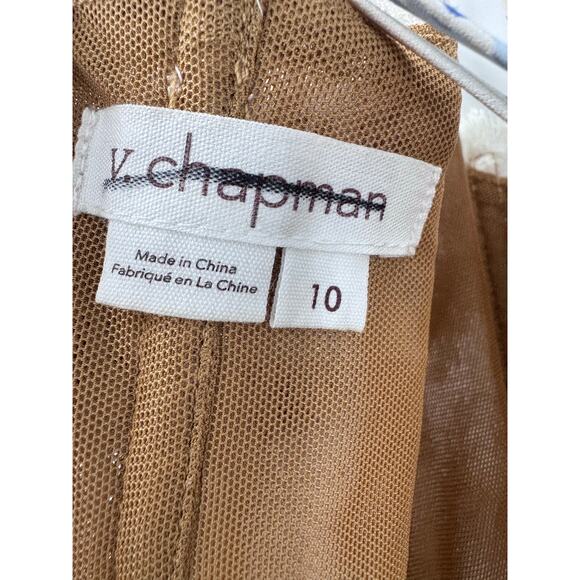 v. chapman
Made in China
Fabriqué en La Chine
10